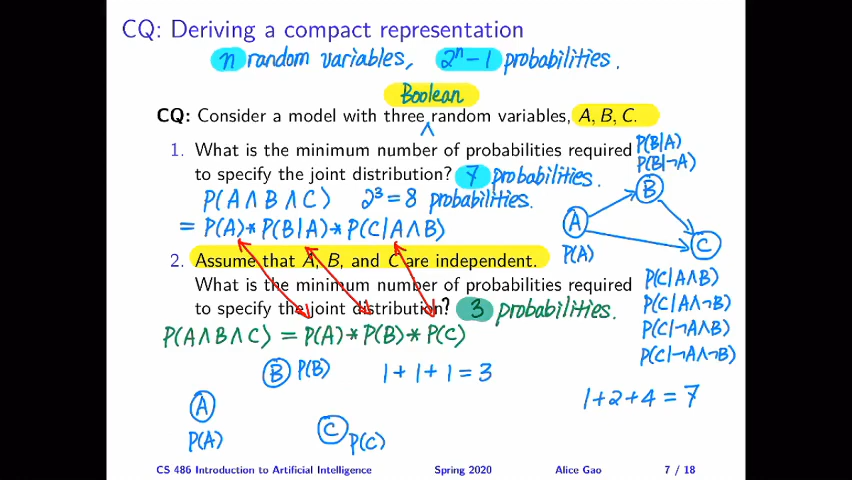 CQ: Deriving a compact representation
n random variables, 2ⁿ - 1 probabilities.
Boolean
CQ: Consider a model with three ^ random variables, A, B, C.
1. What is the minimum number of probabilities required
to specify the joint distribution? 7 probabilities.
P(B|A)
P(B|¬A)
B
P(A∧B∧C) 2³ = 8 probabilities.
= P(A) * P(B|A) * P(C|A∧B)
A
P(A)
C
2. Assume that A, B, and C are independent.
What is the minimum number of probabilities required
to specify the joint distribution? 3 probabilities.
P(C|A∧B)
P(C|A∧¬B)
P(C|¬A∧B)
P(C|¬A∧¬B)
P(A∧B∧C) = P(A) * P(B) * P(C)
B P(B) 1 + 1 + 1 = 3
1 + 2 + 4 = 7
A
P(A)
C P(C)
CS 486 Introduction to Artificial Intelligence Spring 2020 Alice Gao 7 / 18